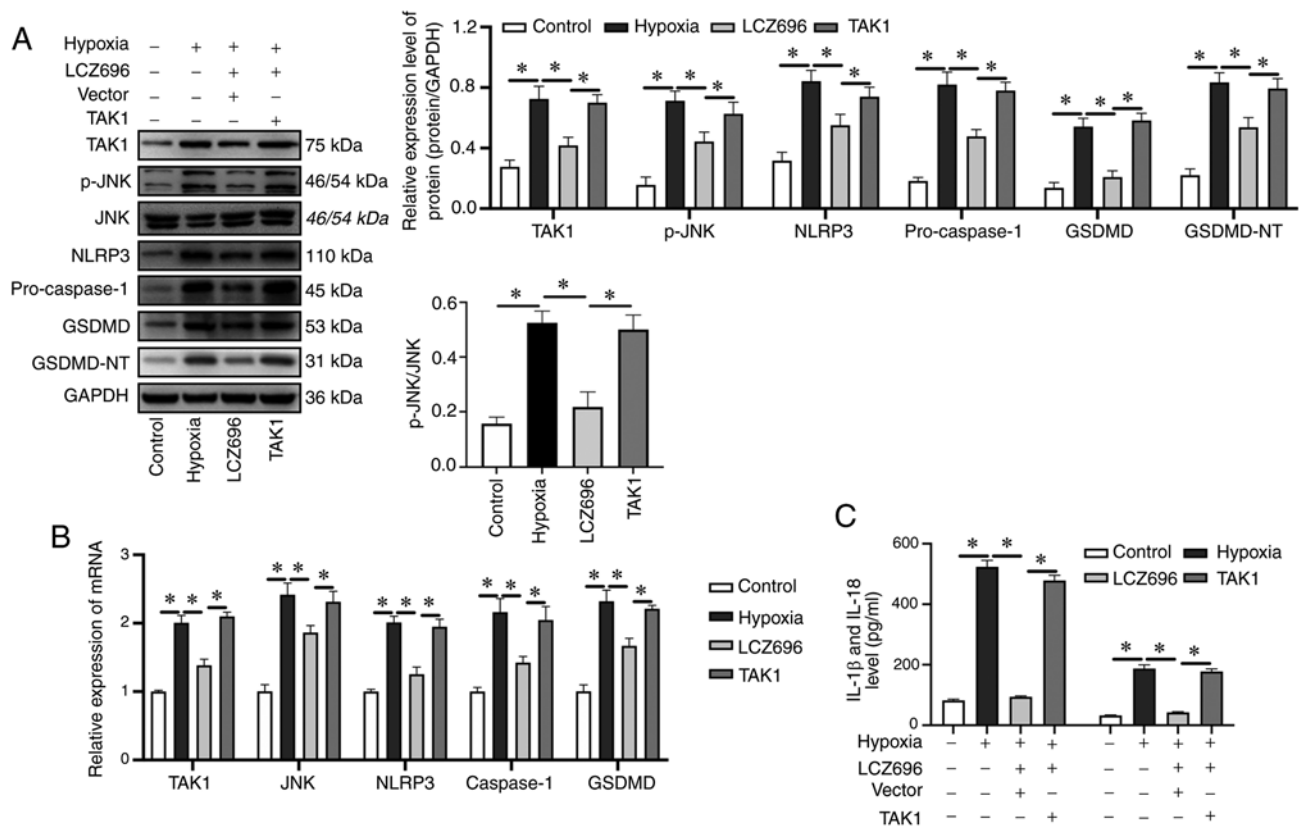 A
Hypoxia − + + +
LCZ696 − − + +
Vector − − + −
TAK1 − − − +
TAK1 75 kDa
p-JNK 46/54 kDa
JNK 46/54 kDa
NLRP3 110 kDa
Pro-caspase-1 45 kDa
GSDMD 53 kDa
GSDMD-NT 31 kDa
GAPDH 36 kDa
Control Hypoxia LCZ696 TAK1
Relative expression level of
protein (protein/GAPDH)
1.2
0.8
0.4
0.0
Control Hypoxia LCZ696 TAK1
* * * * * * * * * * * * * * * * * *
TAK1 p-JNK NLRP3 Pro-caspase-1 GSDMD GSDMD-NT
p-JNK/JNK
0.6
0.4
0.2
0.0
* * *
Control Hypoxia LCZ696 TAK1
B
Relative expression of mRNA
3
2
1
0
* * * * * * * * * * * * * * *
TAK1 JNK NLRP3 Caspase-1 GSDMD
Control
Hypoxia
LCZ696
TAK1
C
IL-1β and IL-18
level (pg/ml)
600
400
200
0
Control Hypoxia
LCZ696 TAK1
* * * * * *
Hypoxia − + + + − + + +
LCZ696 − − + + − − + +
Vector − − + − − − + −
TAK1 − − − + − − − +